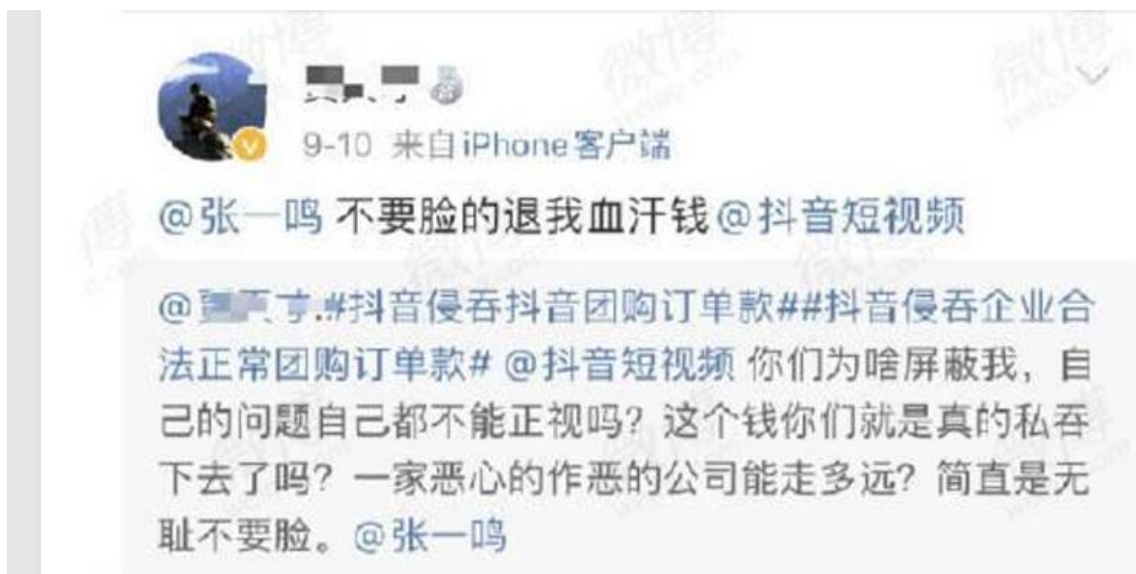 9-10 来自iPhone客户端
@张一鸣 不要脸的退我血汗钱@抖音短视频
@ #抖音侵吞抖音团购订单款##抖音侵吞企业合
法正常团购订单款# @抖音短视频 你们为啥屏蔽我，自
己的问题自己都不能正视吗？这个钱你们就是真的私吞
下去了吗？一家恶心的作恶的公司能走多远？简直是无
耻不要脸。@张一鸣